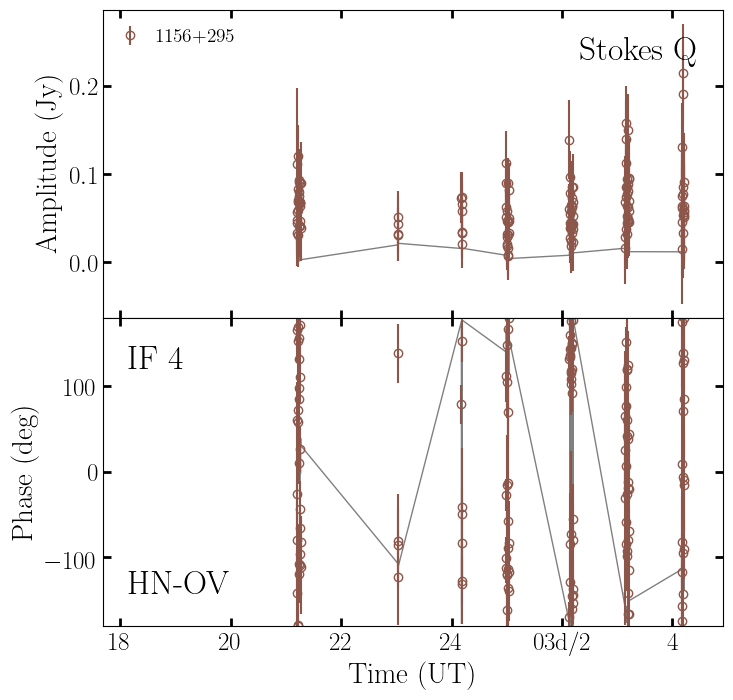 1156+295
Stokes Q
0.2
0.1
0.0
Amplitude (Jy)
IF 4
100
0
−100
Phase (deg)
HN-OV
18 20 22 24 03d/2 4
Time (UT)